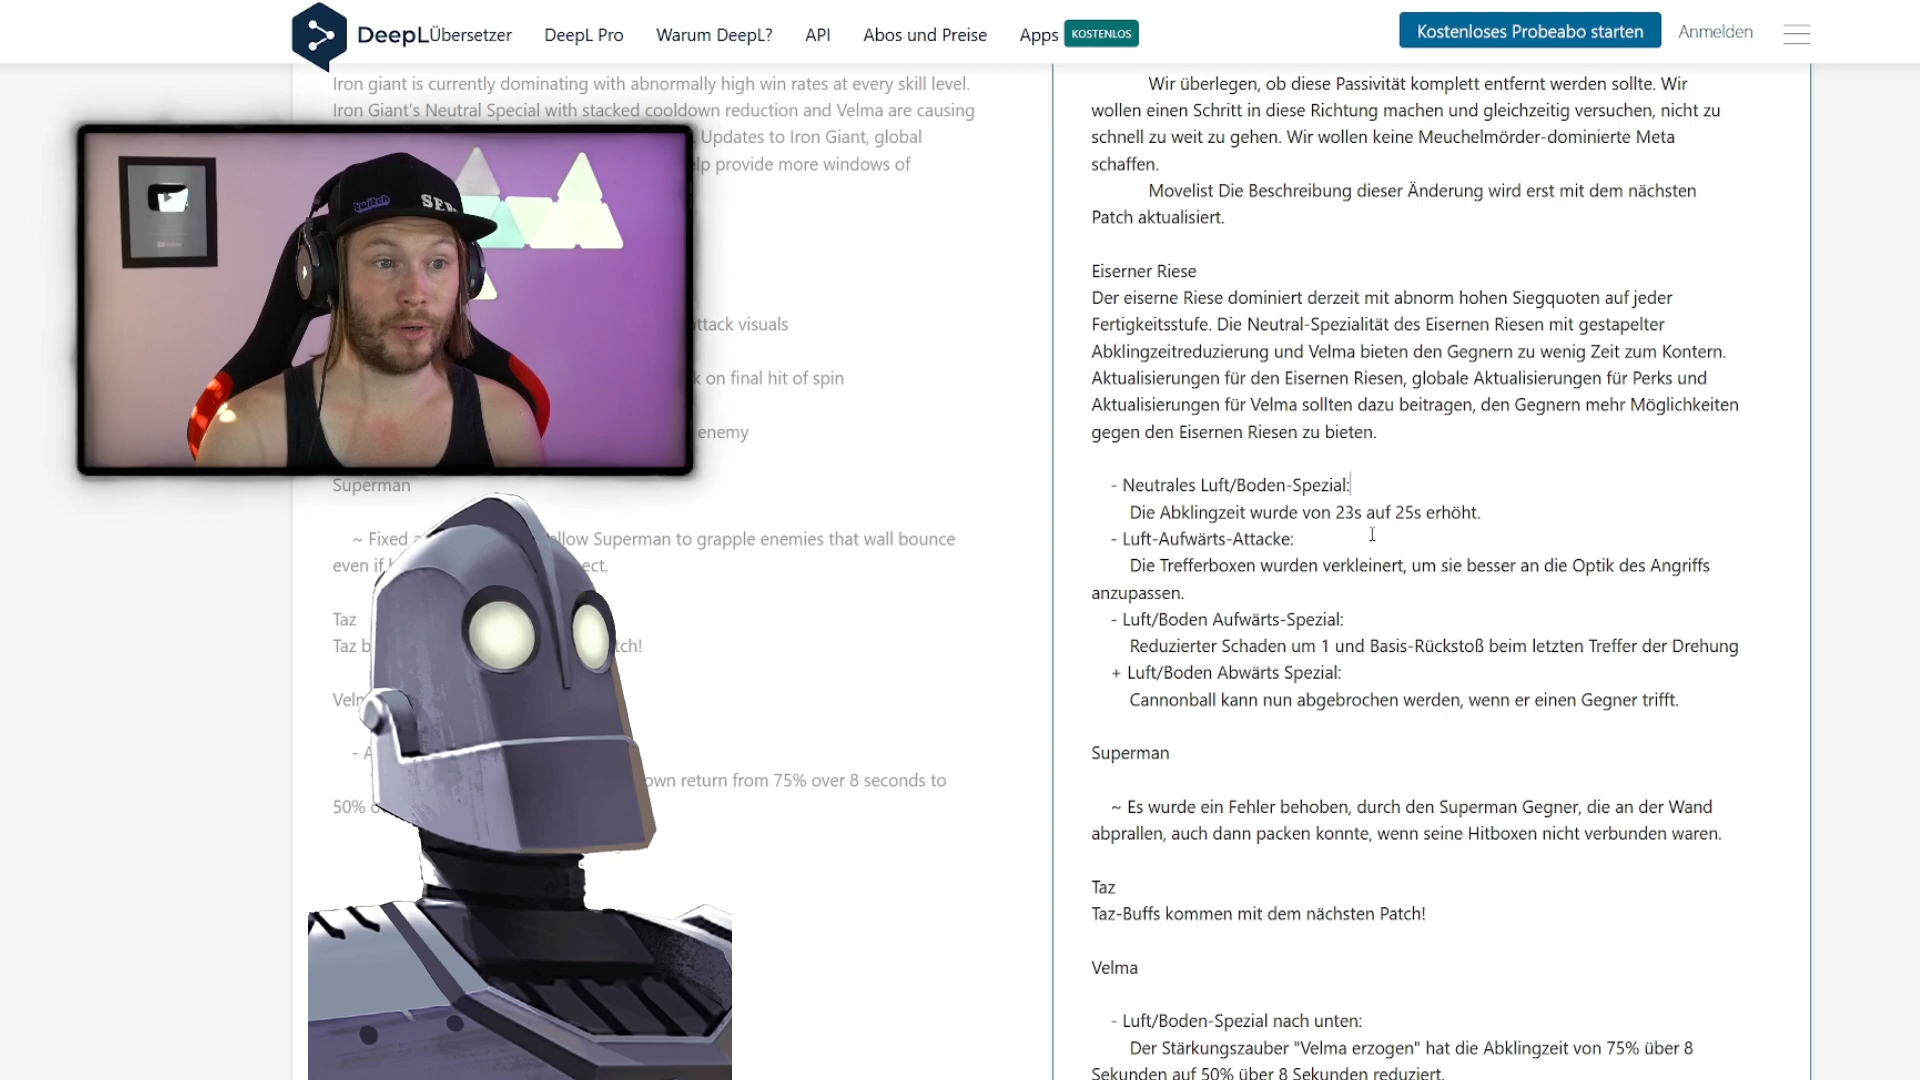 DeepL Übersetzer DeepL Pro Warum DeepL? API Abos und Preise Apps KOSTENLOS Kostenloses Probeabo starten Anmelden
Iron giant is currently dominating with abnormally high win rates at every skill level.
Iron Giant's Neutral Special with stacked cooldown reduction and Velma are causing
Updates to Iron Giant, global
provide more windows of
twitch
attack visuals
on final hit of spin
enemy
Superman
~ Fixed
allow Superman to grapple enemies that wall bounce
even if
Taz
Taz
-
down return from 75% over 8 seconds to
50%
Wir überlegen, ob diese Passivität komplett entfernt werden sollte. Wir
wollen einen Schritt in diese Richtung machen und gleichzeitig versuchen, nicht zu
schnell zu weit zu gehen. Wir wollen keine Meuchelmörder-dominierte Meta
schaffen.
Movelist Die Beschreibung dieser Änderung wird erst mit dem nächsten
Patch aktualisiert.
Eiserner Riese
Der eiserne Riese dominiert derzeit mit abnorm hohen Siegquoten auf jeder
Fertigkeitsstufe. Die Neutral-Spezialität des Eisernen Riesen mit gestapelter
Abklingzeitreduzierung und Velma bieten den Gegnern zu wenig Zeit zum Kontern.
Aktualisierungen für den Eisernen Riesen, globale Aktualisierungen für Perks und
Aktualisierungen für Velma sollten dazu beitragen, den Gegnern mehr Möglichkeiten
gegen den Eisernen Riesen zu bieten.
- Neutrales Luft/Boden-Spezial:
Die Abklingzeit wurde von 23s auf 25s erhöht.
- Luft-Aufwärts-Attacke:
Die Trefferboxen wurden verkleinert, um sie besser an die Optik des Angriffs
anzupassen.
- Luft/Boden Aufwärts-Spezial:
Reduzierter Schaden um 1 und Basis-Rückstoß beim letzten Treffer der Drehung
+ Luft/Boden Abwärts Spezial:
Cannonball kann nun abgebrochen werden, wenn er einen Gegner trifft.
Superman
~ Es wurde ein Fehler behoben, durch den Superman Gegner, die an der Wand
abprallen, auch dann packen konnte, wenn seine Hitboxen nicht verbunden waren.
Taz
Taz-Buffs kommen mit dem nächsten Patch!
Velma
- Luft/Boden-Spezial nach unten:
Der Stärkungszauber "Velma erzogen" hat die Abklingzeit von 75% über 8
Sekunden auf 50% über 8 Sekunden reduziert.